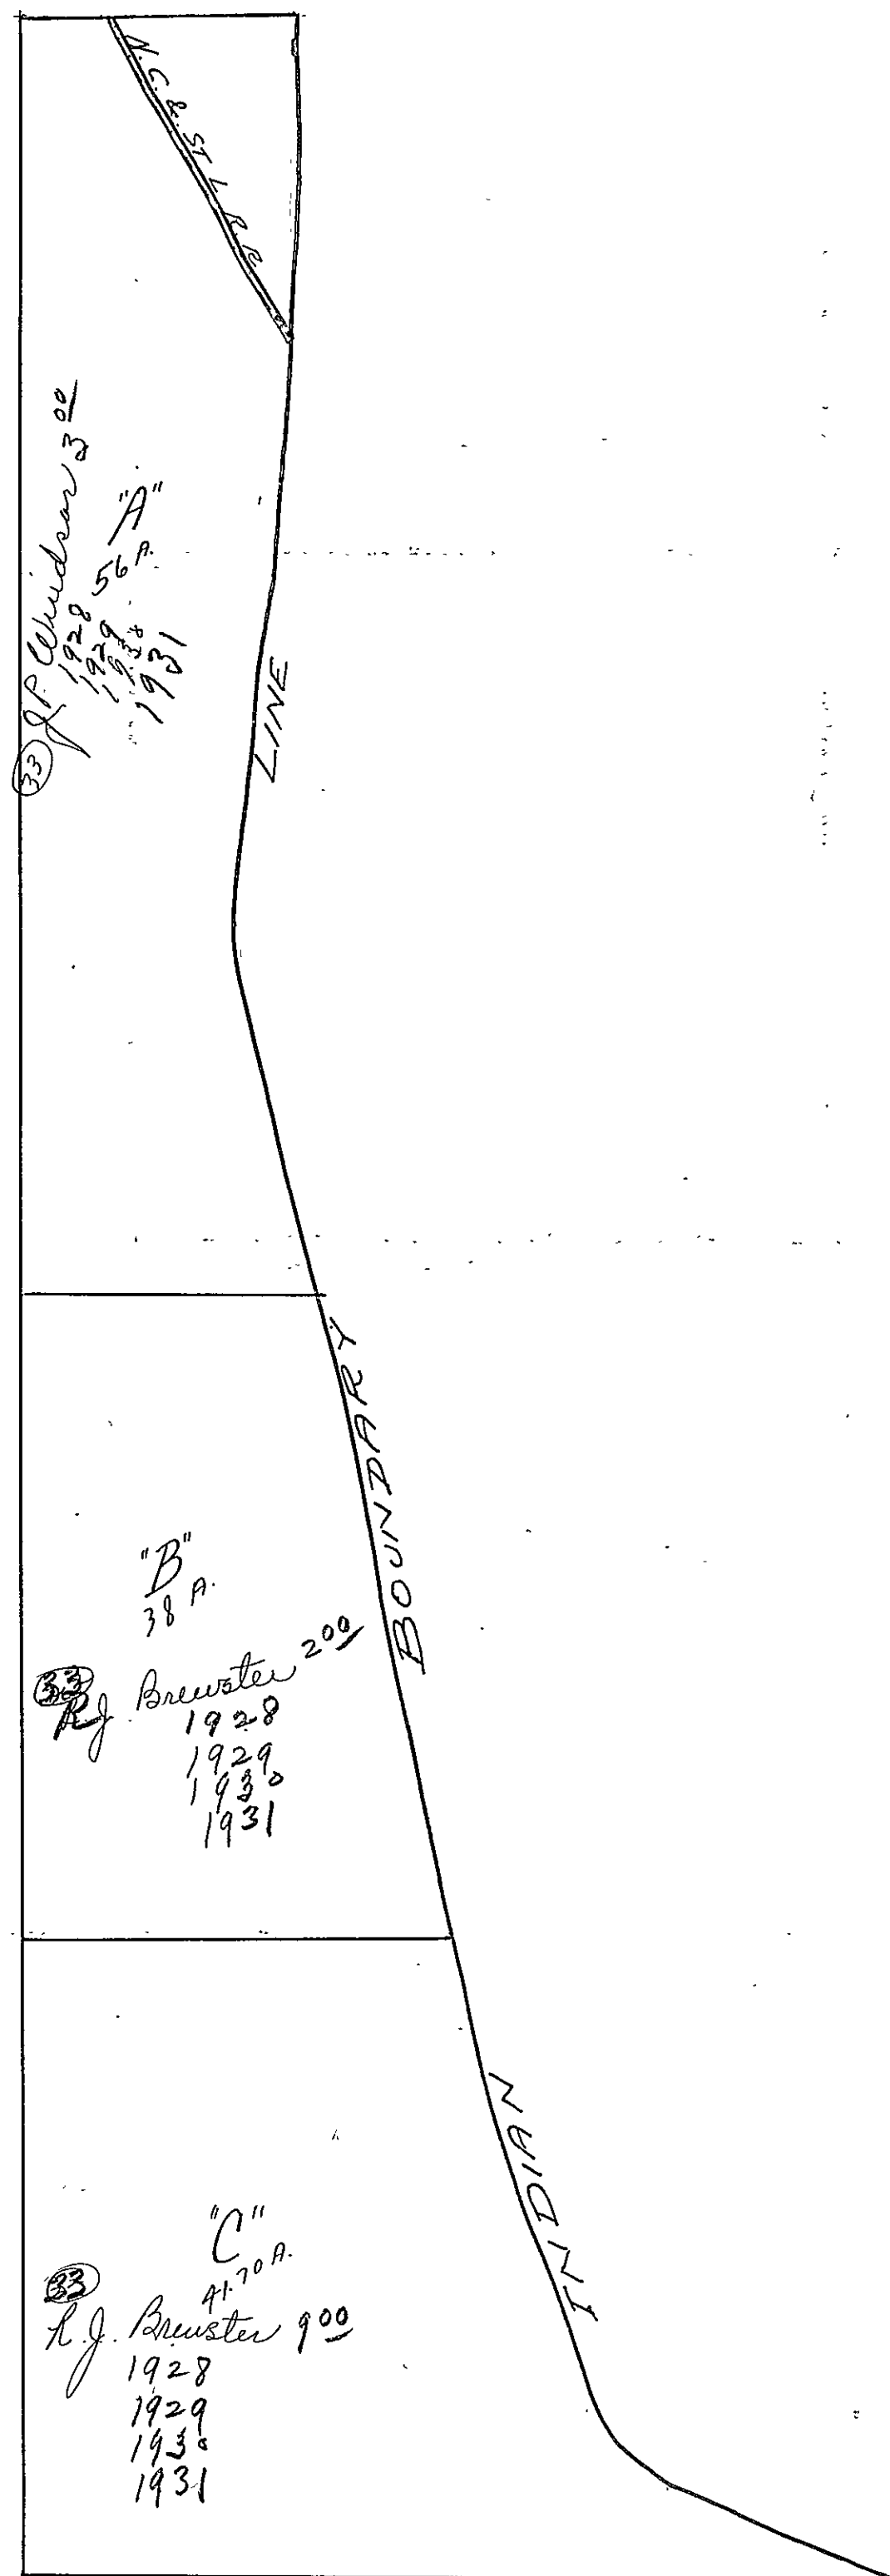 N. C. & ST L R.R.
"A"
56 A.
33 J. P. Windsor 3 00
1928
1929
1930
1931
LINE
BOUNDARY
"B"
38 A.
33
R.J. Brewster 2 00
1928
1929
1930
1931
INDIAN
"C"
41.70 A.
33
R. J. Brewster 9 00
1928
1929
1930
1931